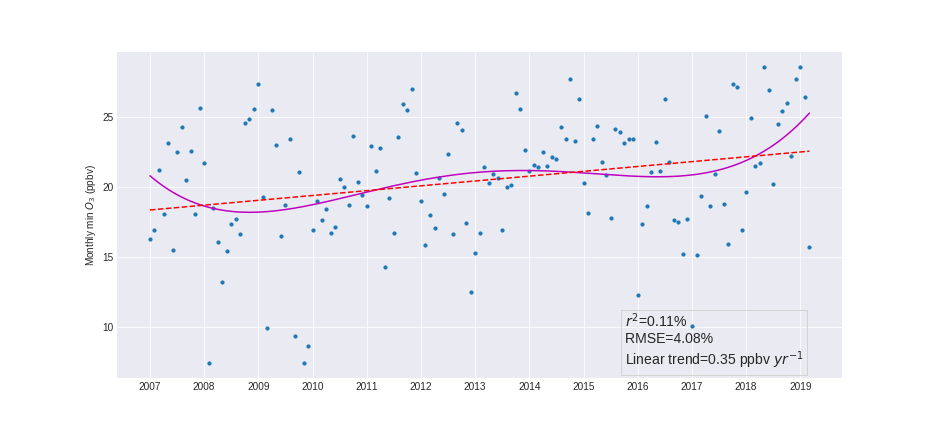 Monthly min O3 (ppbv)
25
20
15
10
r2=0.11%
RMSE=4.08%
Linear trend=0.35 ppbv yr−1
2007 2008 2009 2010 2011 2012 2013 2014 2015 2016 2017 2018 2019